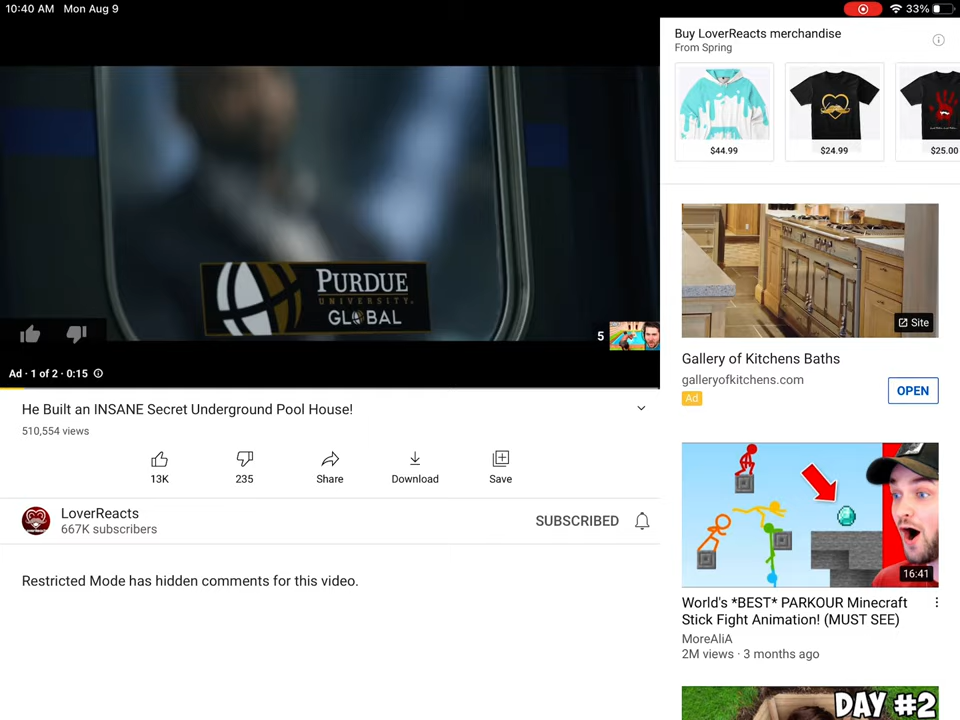 10:40 AM Mon Aug 9
33%
PURDUE
UNIVERSITY.
GLOBAL
5
Ad · 1 of 2 · 0:15
He Built an INSANE Secret Underground Pool House!
510,554 views
13K
235
Share
Download
Save
LoverReacts
667K subscribers
SUBSCRIBED
Restricted Mode has hidden comments for this video.
Buy LoverReacts merchandise
From Spring
$44.99
$24.99
$25.00
Site
Gallery of Kitchens Baths
galleryofkitchens.com
Ad
OPEN
16:41
World's *BEST* PARKOUR Minecraft
Stick Fight Animation! (MUST SEE)
MoreAliA
2M views · 3 months ago
DAY #2